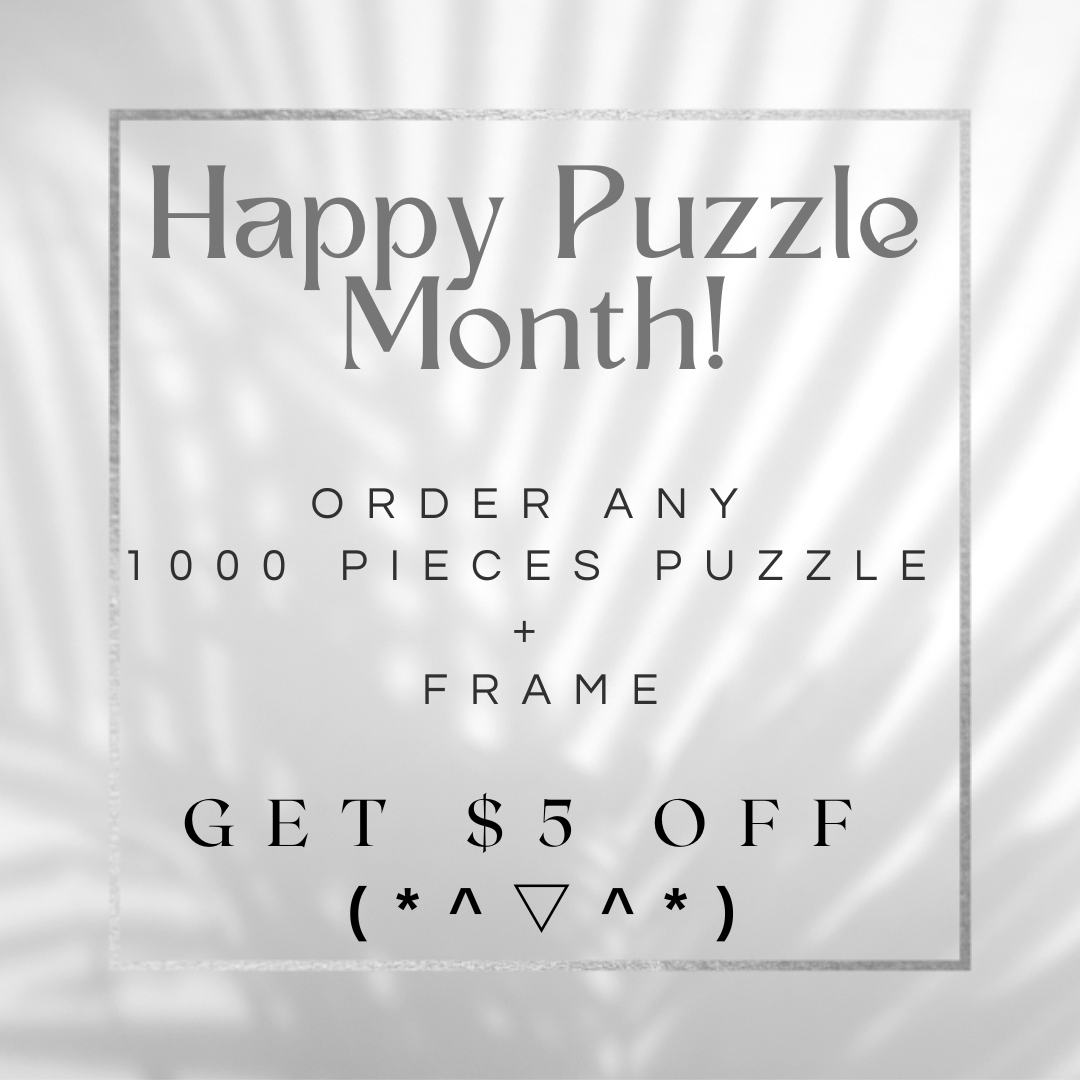 Happy Puzzle
Month!
ORDER ANY
1000 PIECES PUZZLE
+
FRAME
GET $5 OFF
(*^▽^*)